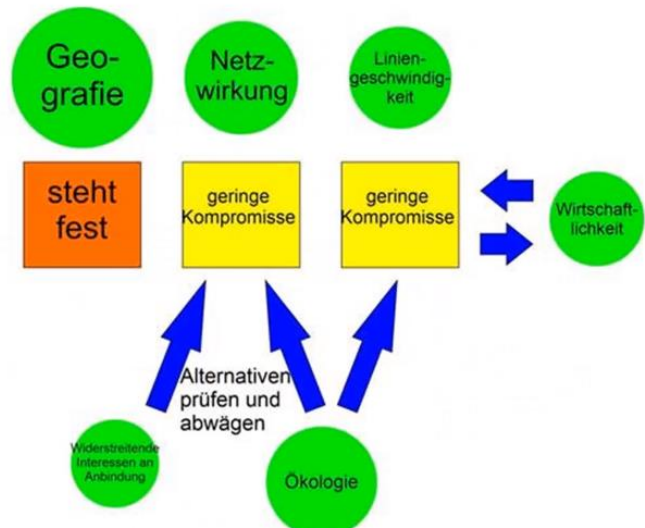 Geo-
grafie
Netz-
wirkung
Linien-
geschwindig-
keit
steht
fest
geringe
Kompromisse
geringe
Kompromisse
Wirtschaft-
lichkeit
Alternativen
prüfen und
abwägen
Widerstreitende
Interessen an
Anbindung
Ökologie